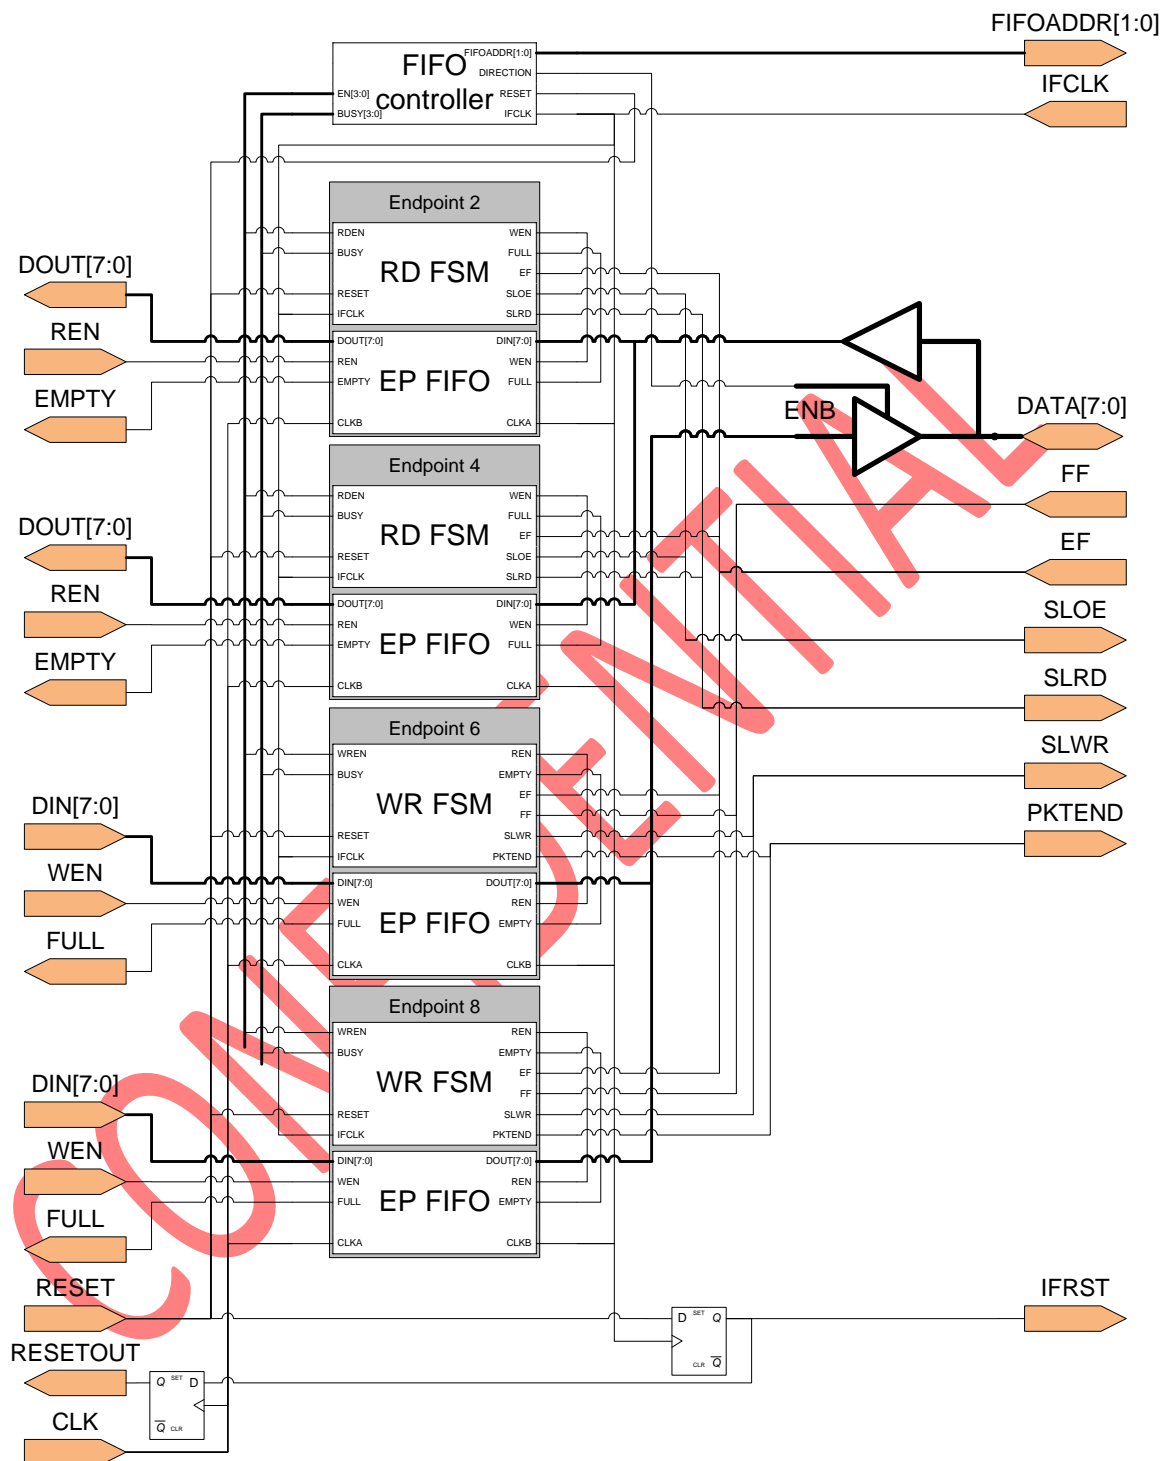 FIFOADDR[1:0]
IFCLK
FIFO
controller
FIFOADDR[1:0]
DIRECTION
EN[3:0]
RESET
BUSY[3:0]
IFCLK
Endpoint 2
RDEN
WEN
BUSY
FULL
RD FSM
EF
RESET
SLOE
IFCLK
SLRD
DOUT[7:0]
DOUT[7:0]
DIN[7:0]
REN
REN
WEN
EMPTY
FULL
EP FIFO
EMPTY
CLKB
CLKA
ENB
DATA[7:0]
FF
EF
SLOE
SLRD
SLWR
PKTEND
Endpoint 4
RDEN
WEN
BUSY
FULL
RD FSM
EF
RESET
SLOE
IFCLK
SLRD
DOUT[7:0]
DOUT[7:0]
DIN[7:0]
REN
REN
WEN
EMPTY
FULL
EP FIFO
EMPTY
CLKB
CLKA
Endpoint 6
WREN
REN
BUSY
EMPTY
WR FSM
EF
FF
RESET
SLWR
IFCLK
PKTEND
DIN[7:0]
DIN[7:0]
DOUT[7:0]
WEN
WEN
REN
FULL
EMPTY
EP FIFO
FULL
CLKA
CLKB
Endpoint 8
WREN
REN
BUSY
EMPTY
WR FSM
EF
FF
RESET
SLWR
IFCLK
PKTEND
DIN[7:0]
DIN[7:0]
DOUT[7:0]
WEN
WEN
REN
FULL
EMPTY
EP FIFO
FULL
CLKA
CLKB
RESET
D SET Q
CLR Q
IFRST
RESETOUT
Q SET D
Q CLR
CLK
CONFIDENTIAL